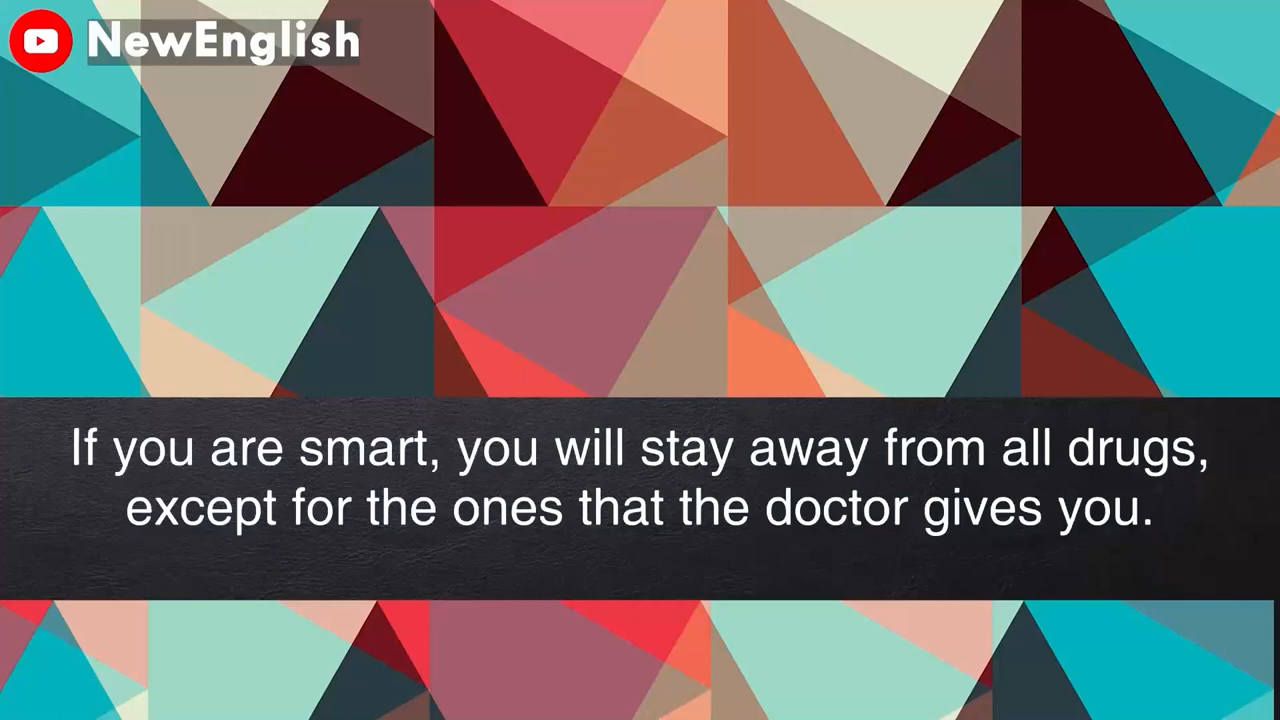 NewEnglish
If you are smart, you will stay away from all drugs,
except for the ones that the doctor gives you.